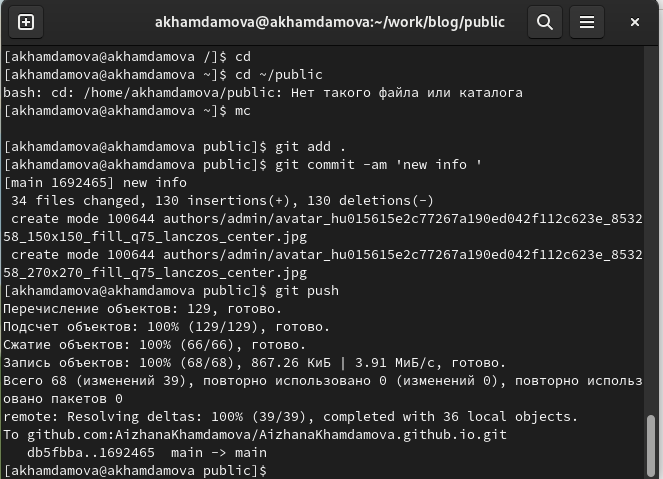 akhamdamova@akhamdamova:~/work/blog/public
[akhamdamova@akhamdamova /]$ cd
[akhamdamova@akhamdamova ~]$ cd ~/public
bash: cd: /home/akhamdamova/public: Нет такого файла или каталога
[akhamdamova@akhamdamova ~]$ mc
[akhamdamova@akhamdamova public]$ git add .
[akhamdamova@akhamdamova public]$ git commit -am 'new info '
[main 1692465] new info
 34 files changed, 130 insertions(+), 130 deletions(-)
 create mode 100644 authors/admin/avatar_hu015615e2c77267a190ed042f112c623e_8532
58_150x150_fill_q75_lanczos_center.jpg
 create mode 100644 authors/admin/avatar_hu015615e2c77267a190ed042f112c623e_8532
58_270x270_fill_q75_lanczos_center.jpg
[akhamdamova@akhamdamova public]$ git push
Перечисление объектов: 129, готово.
Подсчет объектов: 100% (129/129), готово.
Сжатие объектов: 100% (66/66), готово.
Запись объектов: 100% (68/68), 867.26 КиБ | 3.91 МиБ/с, готово.
Всего 68 (изменений 39), повторно использовано 0 (изменений 0), повторно использ
овано пакетов 0
remote: Resolving deltas: 100% (39/39), completed with 36 local objects.
To github.com:AizhanaKhamdamova/AizhanaKhamdamova.github.io.git
   db5fbba..1692465  main -> main
[akhamdamova@akhamdamova public]$